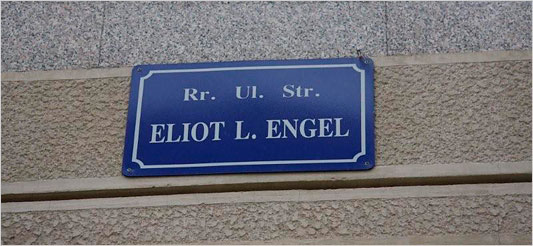 Rr. Ul. Str.
ELIOT L. ENGEL